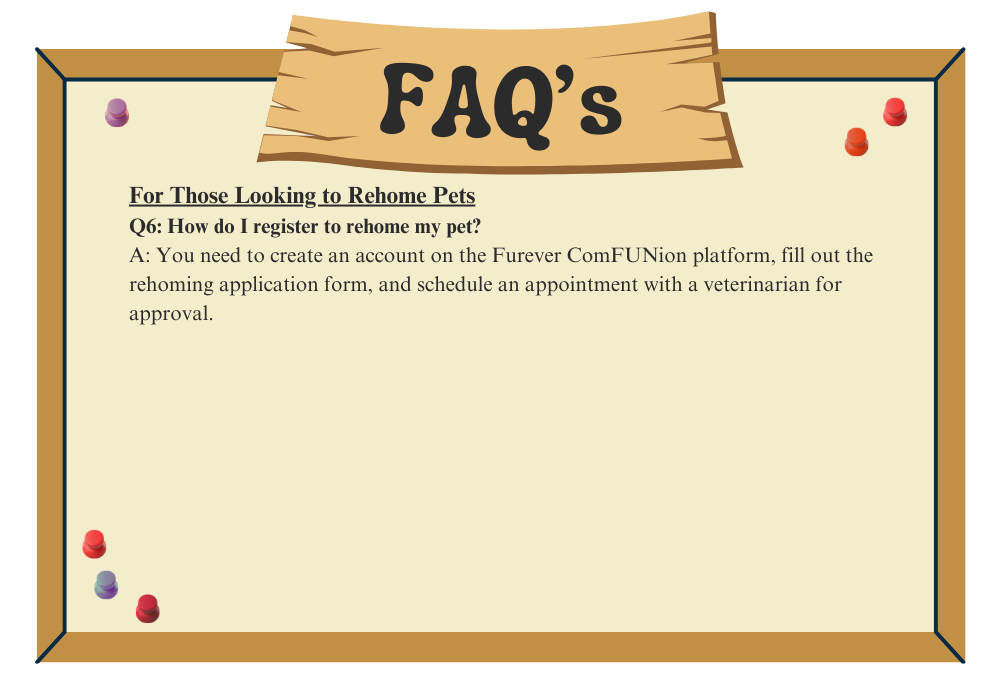 FAQ's
For Those Looking to Rehome Pets
Q6: How do I register to rehome my pet?
A: You need to create an account on the Furever ComFUNion platform, fill out the
rehoming application form, and schedule an appointment with a veterinarian for
approval.